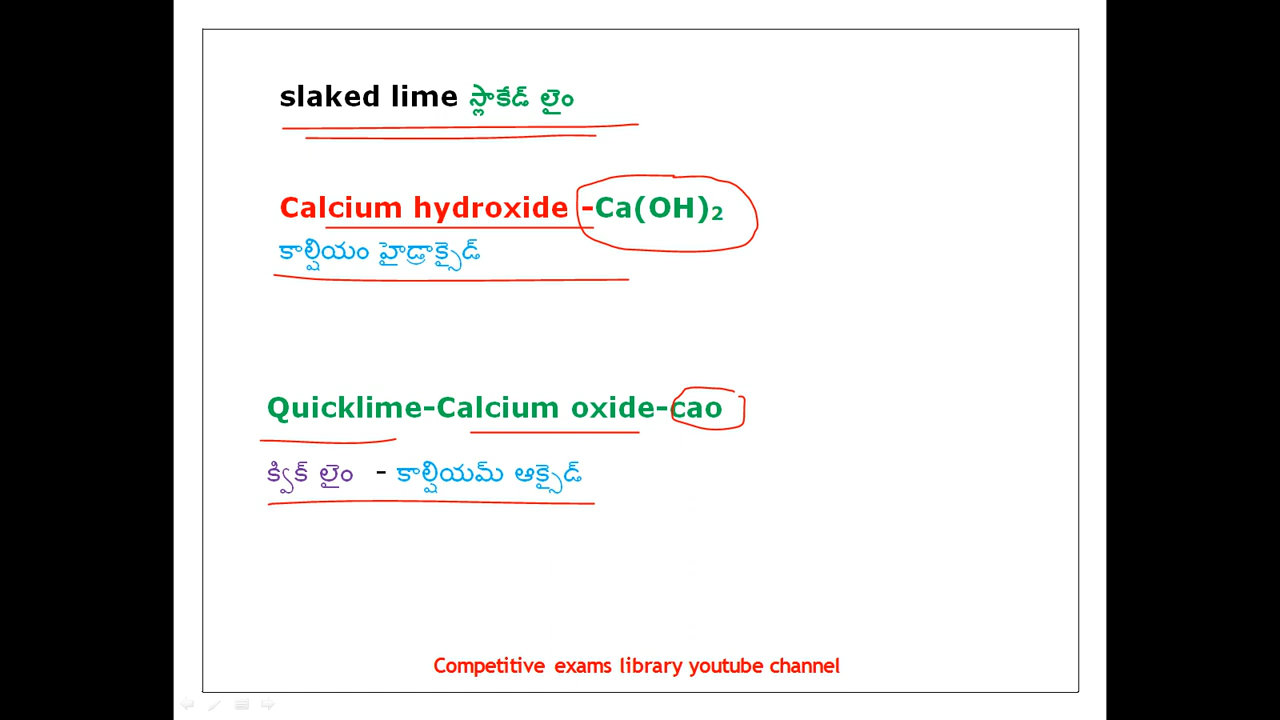 slaked lime స్లాకేడ్ లైం
Calcium hydroxide -Ca(OH)₂
కాల్షియం హైడ్రాక్సైడ్
Quicklime-Calcium oxide-cao
క్విక్ లైం - కాల్షియమ్ ఆక్సైడ్
Competitive exams library youtube channel